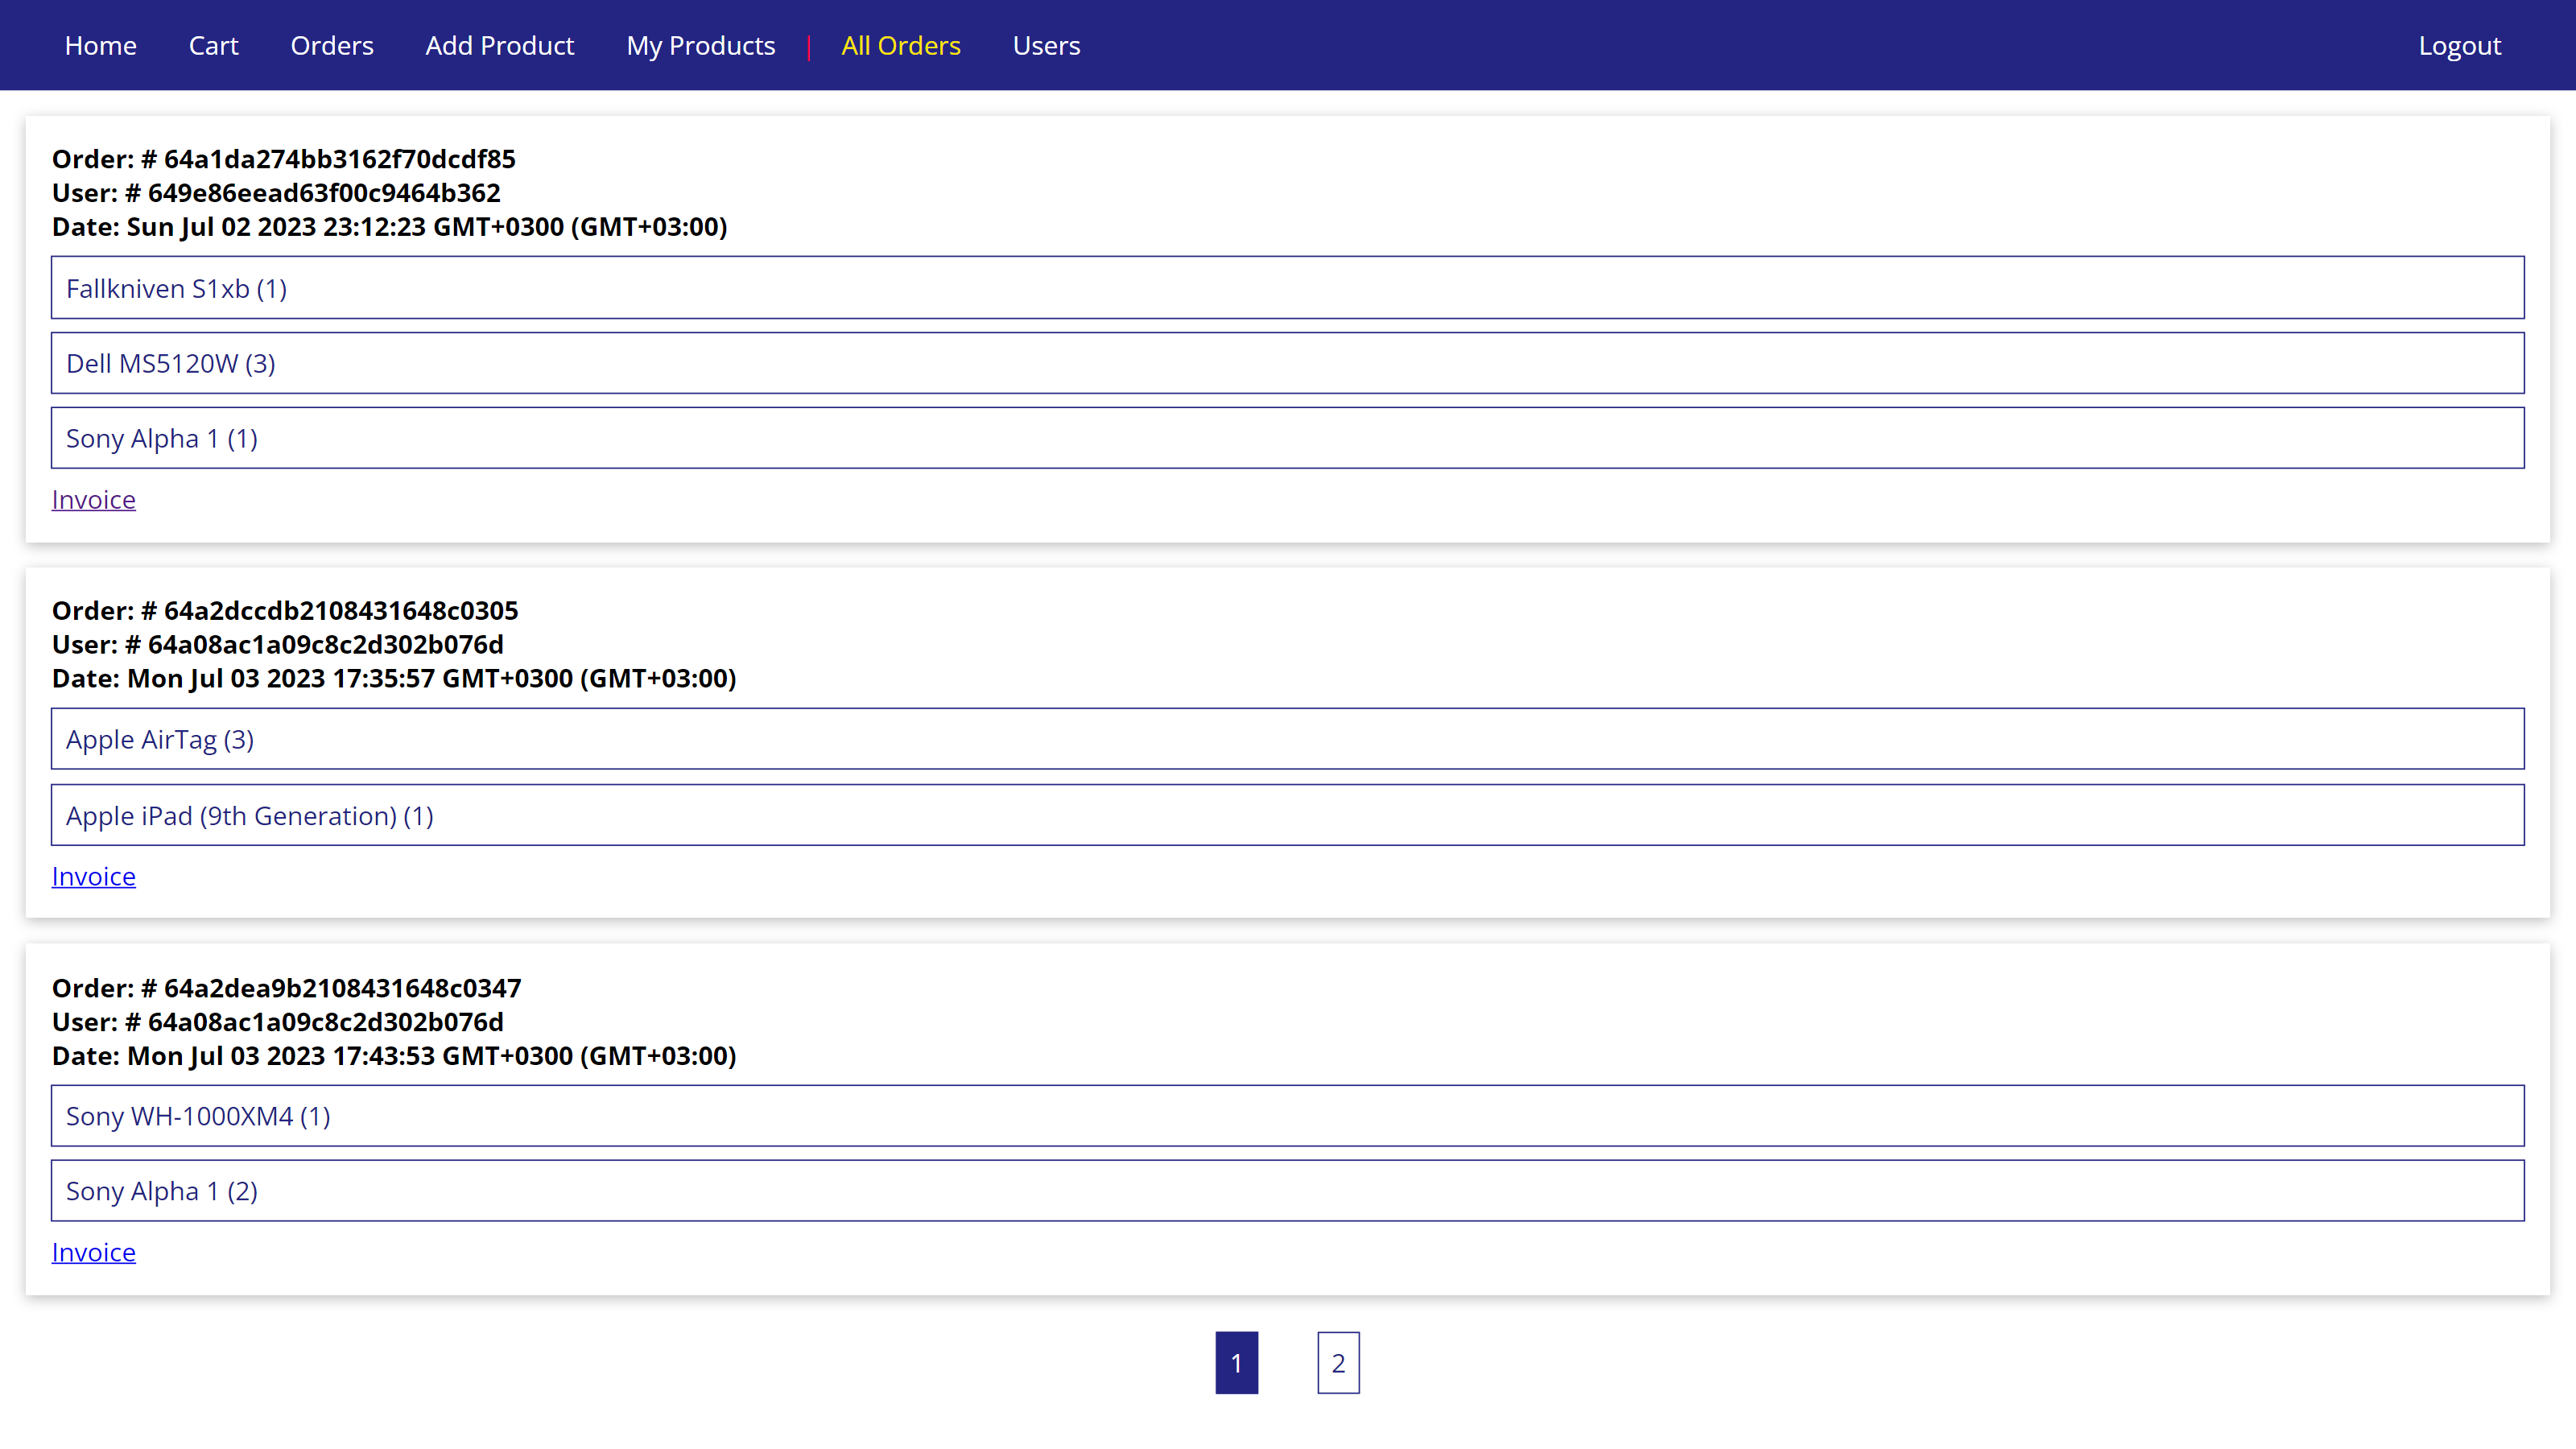 Home Cart Orders Add Product My Products | All Orders Users Logout
Order: # 64a1da274bb3162f70dcdf85
User: # 649e86eead63f00c9464b362
Date: Sun Jul 02 2023 23:12:23 GMT+0300 (GMT+03:00)
Fallkniven S1xb (1)
Dell MS5120W (3)
Sony Alpha 1 (1)
Invoice
Order: # 64a2dccdb2108431648c0305
User: # 64a08ac1a09c8c2d302b076d
Date: Mon Jul 03 2023 17:35:57 GMT+0300 (GMT+03:00)
Apple AirTag (3)
Apple iPad (9th Generation) (1)
Invoice
Order: # 64a2dea9b2108431648c0347
User: # 64a08ac1a09c8c2d302b076d
Date: Mon Jul 03 2023 17:43:53 GMT+0300 (GMT+03:00)
Sony WH-1000XM4 (1)
Sony Alpha 1 (2)
Invoice
1 2